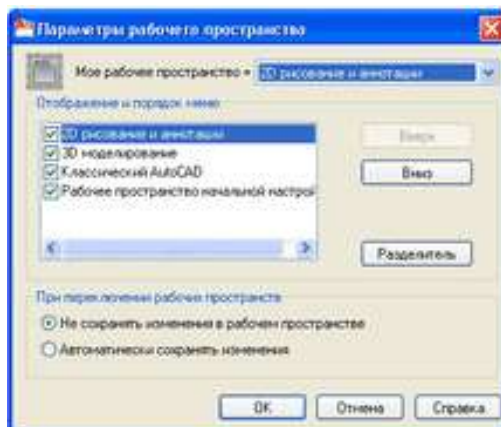 Параметры рабочего пространства
Мое рабочее пространство = 2D рисование и аннотации
Отображение и порядок меню
2D рисование и аннотации
3D моделирование
Классический AutoCAD
Рабочее пространство начальной настрой
Вверх
Вниз
Разделитель
При переключении рабочих пространств
Не сохранять изменения в рабочем пространстве
Автоматически сохранять изменения
OK
Отмена
Справка